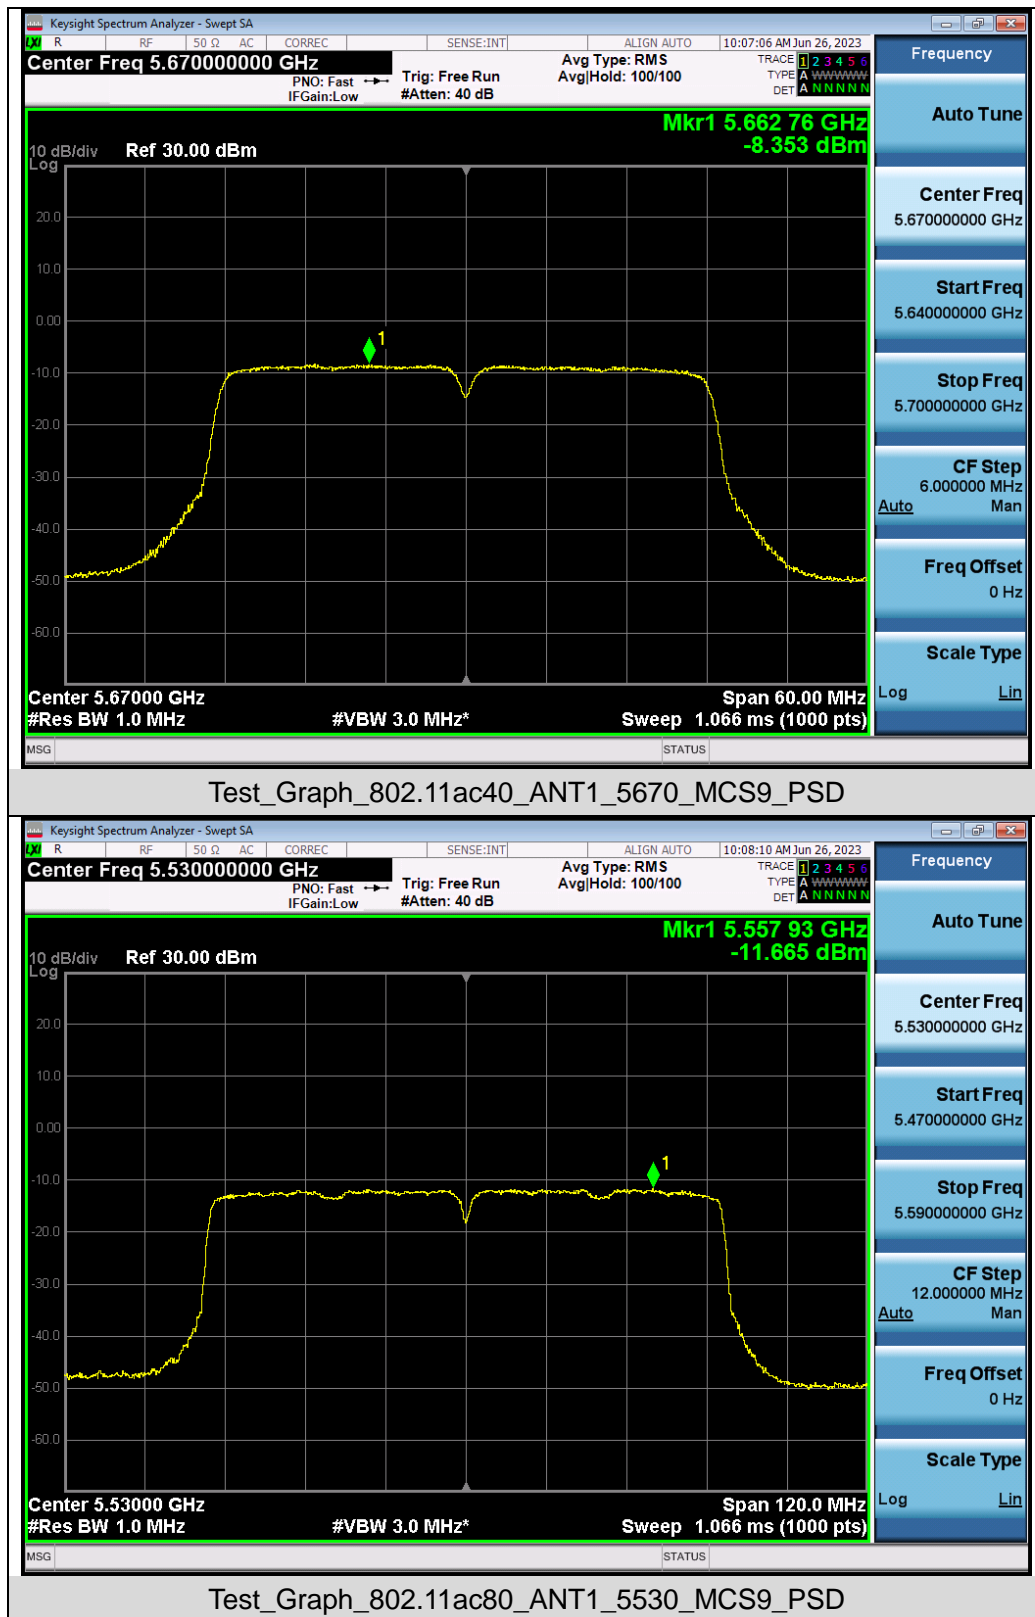 Keysight Spectrum Analyzer - Swept SA
LXI R RF 50 Ω AC CORREC SENSE:INT ALIGN AUTO 10:07:06 AM Jun 26, 2023
Center Freq 5.670000000 GHz
PNO: Fast
IFGain:Low
Trig: Free Run
#Atten: 40 dB
Avg Type: RMS
Avg|Hold: 100/100
TRACE 1 2 3 4 5 6
TYPE A WWWWW
DET A N N N N N
Mkr1 5.662 76 GHz
-8.353 dBm
10 dB/div Ref 30.00 dBm
Log
20.0
10.0
0.00
1
-10.0
-20.0
-30.0
-40.0
-50.0
-60.0
Center 5.67000 GHz Span 60.00 MHz
#Res BW 1.0 MHz #VBW 3.0 MHz* Sweep 1.066 ms (1000 pts)
MSG STATUS
Frequency
Auto Tune
Center Freq
5.670000000 GHz
Start Freq
5.640000000 GHz
Stop Freq
5.700000000 GHz
CF Step
6.000000 MHz
Auto Man
Freq Offset
0 Hz
Scale Type
Log Lin
Test_Graph_802.11ac40_ANT1_5670_MCS9_PSD
Keysight Spectrum Analyzer - Swept SA
LXI R RF 50 Ω AC CORREC SENSE:INT ALIGN AUTO 10:08:10 AM Jun 26, 2023
Center Freq 5.530000000 GHz
PNO: Fast
IFGain:Low
Trig: Free Run
#Atten: 40 dB
Avg Type: RMS
Avg|Hold: 100/100
TRACE 1 2 3 4 5 6
TYPE A WWWWW
DET A N N N N N
Mkr1 5.557 93 GHz
-11.665 dBm
10 dB/div Ref 30.00 dBm
Log
20.0
10.0
0.00
1
-10.0
-20.0
-30.0
-40.0
-50.0
-60.0
Center 5.53000 GHz Span 120.0 MHz
#Res BW 1.0 MHz #VBW 3.0 MHz* Sweep 1.066 ms (1000 pts)
MSG STATUS
Frequency
Auto Tune
Center Freq
5.530000000 GHz
Start Freq
5.470000000 GHz
Stop Freq
5.590000000 GHz
CF Step
12.000000 MHz
Auto Man
Freq Offset
0 Hz
Scale Type
Log Lin
Test_Graph_802.11ac80_ANT1_5530_MCS9_PSD